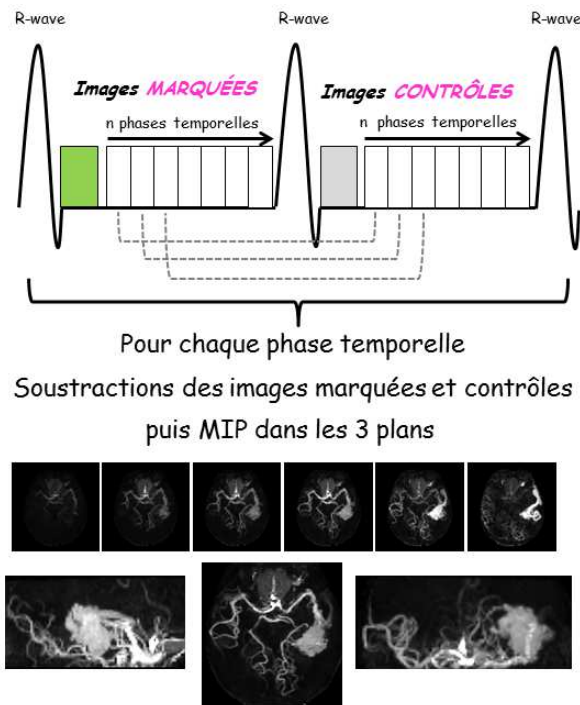 R-wave R-wave R-wave
Images MARQUÉES Images CONTRÔLES
n phases temporelles n phases temporelles
Pour chaque phase temporelle
Soustractions des images marquées et contrôles
puis MIP dans les 3 plans